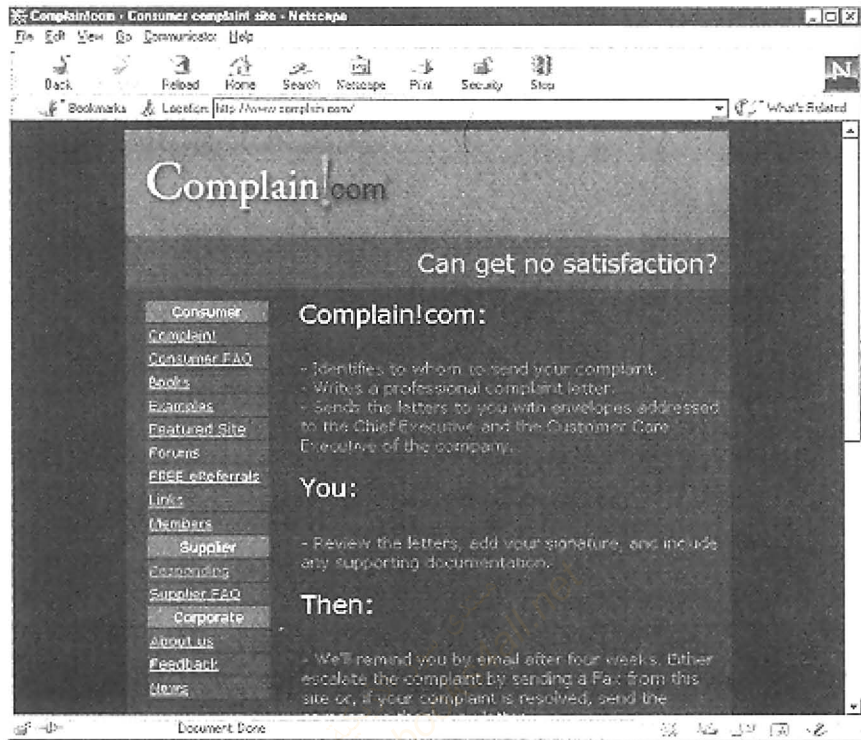 Complain!com - Consumer complaint site - Netscape
File Edit View Go Communicator Help
Back Reload Home Search Netscape Print Security Stop
Bookmarks Location: http://www.complain.com/ What's Related
Complain!com
Can get no satisfaction?
Consumer
Complain!
Consumer FAQ
Books
Examples
Featured Site
Forums
FREE eReferrals
Links
Members
Supplier
Responding
Supplier FAQ
Corporate
About us
Feedback
News
Complain!com:
- Identifies to whom to send your complaint.
- Writes a professional complaint letter.
- Sends the letters to you with envelopes addressed
to the Chief Executive and the Customer Care
Executive of the company.
You:
- Review the letters, add your signature, and include
any supporting documentation.
Then:
- We'll remind you by email after four weeks. Either
escalate the complaint by sending a Fax from this
site or, if your complaint is resolved, send the
Document: Done